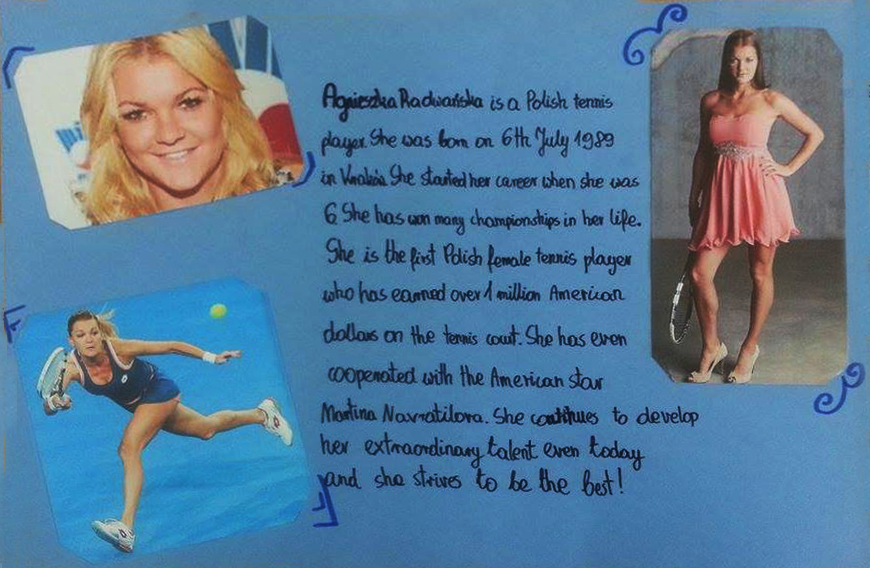 Agnieszka Radwańska is a Polish tennis
player. She was born on 6th July 1989
in Kraków. She started her career when she was
6. She has won many championships in her life.
She is the first Polish female tennis player
who has earned over 1 million American
dollars on the tennis court. She has even
cooperated with the American star
Martina Navratilova. She continues to develop
her extraordinary talent even today
and she strives to be the best!